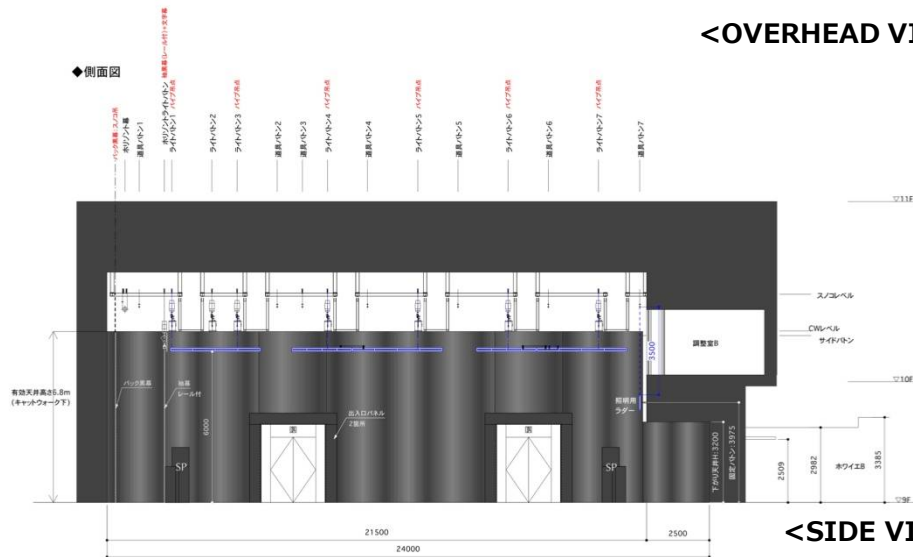 <OVERHEAD VI
◆側面図
バック黒幕 スノコ吊
ホリゾント幕
道具バトン1
ホリゾントライトバトン 袖黒幕(レール付)+文字幕
ライトバトン1 パイプ吊点
ライトバトン2
ライトバトン3 パイプ吊点
道具バトン2
道具バトン3
ライトバトン4 パイプ吊点
道具バトン4
ライトバトン5 パイプ吊点
道具バトン5
ライトバトン6 パイプ吊点
道具バトン6
ライトバトン7 パイプ吊点
道具バトン7
▽11F
スノコレベル
CWレベル
サイドバトン
調整室B
3500
▽10F
有効天井高さ6.8m
(キャットウォーク下)
バック黒幕
袖幕
レール付
6000
出入口パネル
2箇所
照明用
ラダー
SP
SP
下がり天井H:3200
固定バトン:3975
2509
2982
ホワイエB
3385
▽9F
21500
2500
24000
<SIDE VI